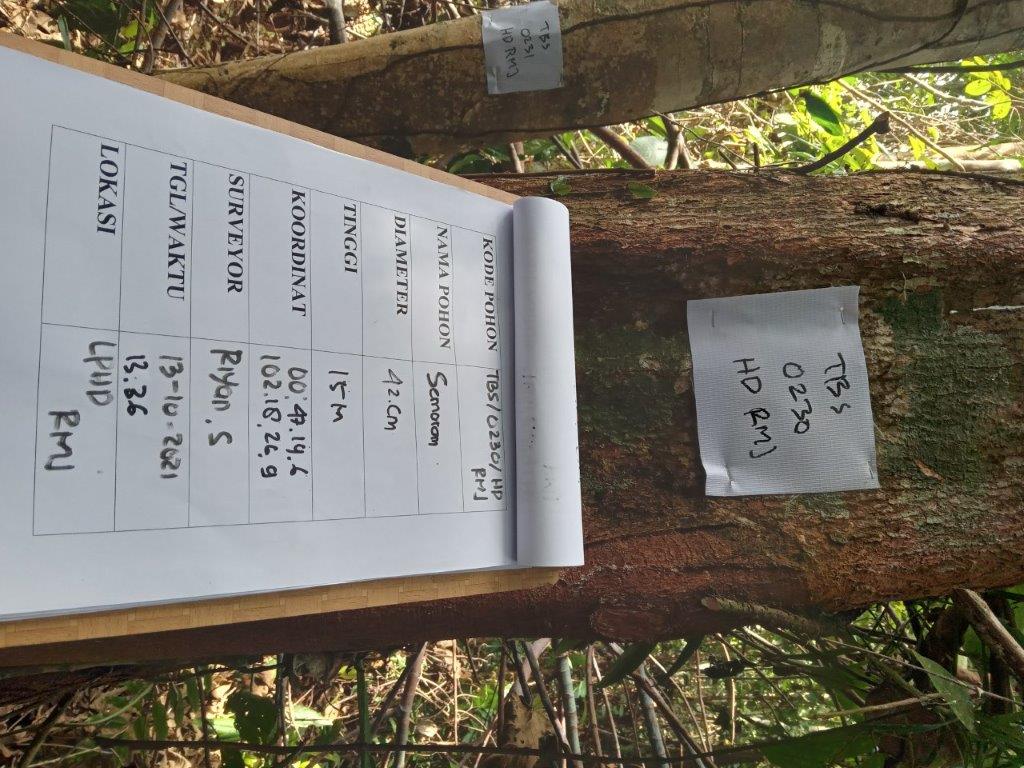 TBS
0230
HD RMJ
TBS
0231
HD RMJ
KODE POHON TBS/0230/HD
RMJ
NAMA POHON Semaram
DIAMETER 42.Cm
TINGGI 15 M
KOORDINAT 00.47.14,6
102.18,26,9
SURVEYOR Riyan.S
TGL/WAKTU 13-10-2021
13.36
LOKASI LPHD
RMJ